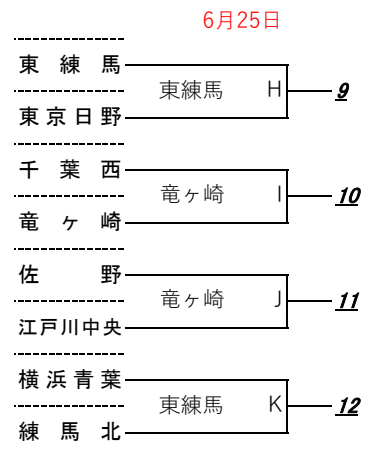 6月25日
東練馬
東練馬 H 9
東京日野
千葉西
竜ヶ崎 I 10
竜ヶ崎
佐野
竜ヶ崎 J 11
江戸川中央
横浜青葉
東練馬 K 12
練馬北